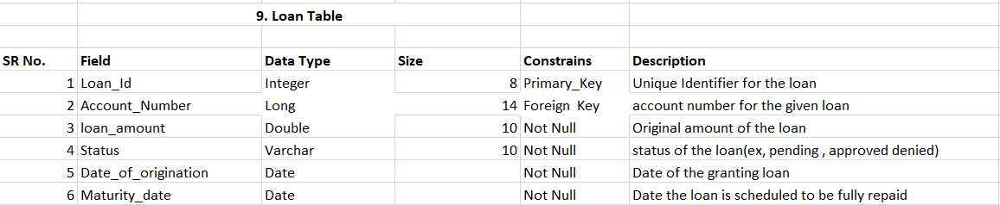 9. Loan Table
SR No. Field Data Type Size Constrains Description
1 Loan_Id Integer 8 Primary_Key Unique Identifier for the loan
2 Account_Number Long 14 Foreign Key account number for the given loan
3 loan_amount Double 10 Not Null Original amount of the loan
4 Status Varchar 10 Not Null status of the loan(ex, pending , approved denied)
5 Date_of_origination Date Not Null Date of the granting loan
6 Maturity_date Date Not Null Date the loan is scheduled to be fully repaid